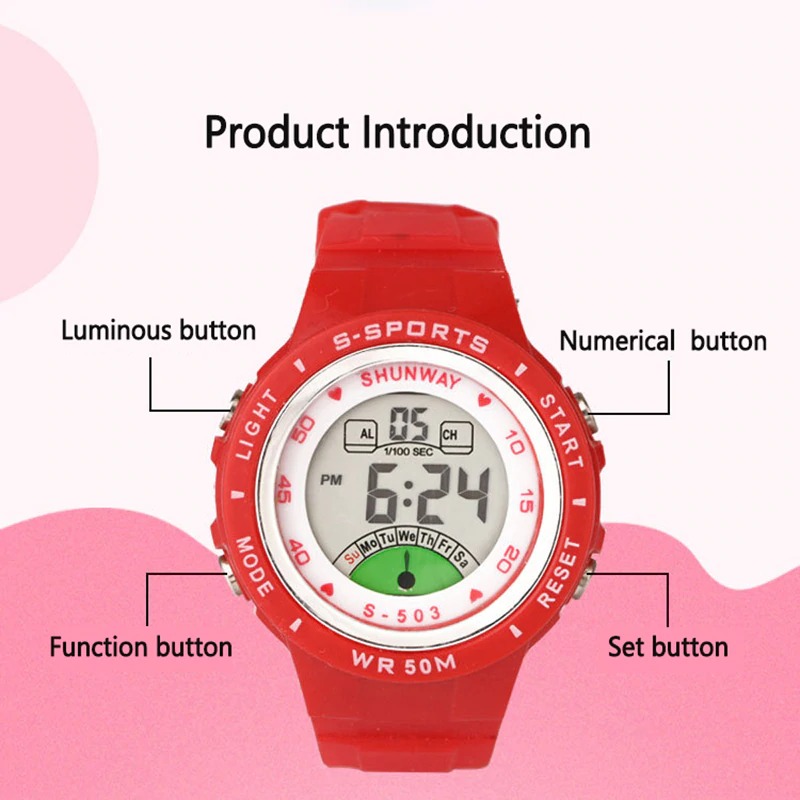 Product Introduction
Luminous button
Numerical button
S-SPORTS
SHUNWAY
LIGHT
START
50
10
45
15
40
20
AL
05
CH
1/100 SEC
PM
6:24
Su Mo Tu We Th Fr Sa
MODE
RESET
S-503
WR 50M
Function button
Set button